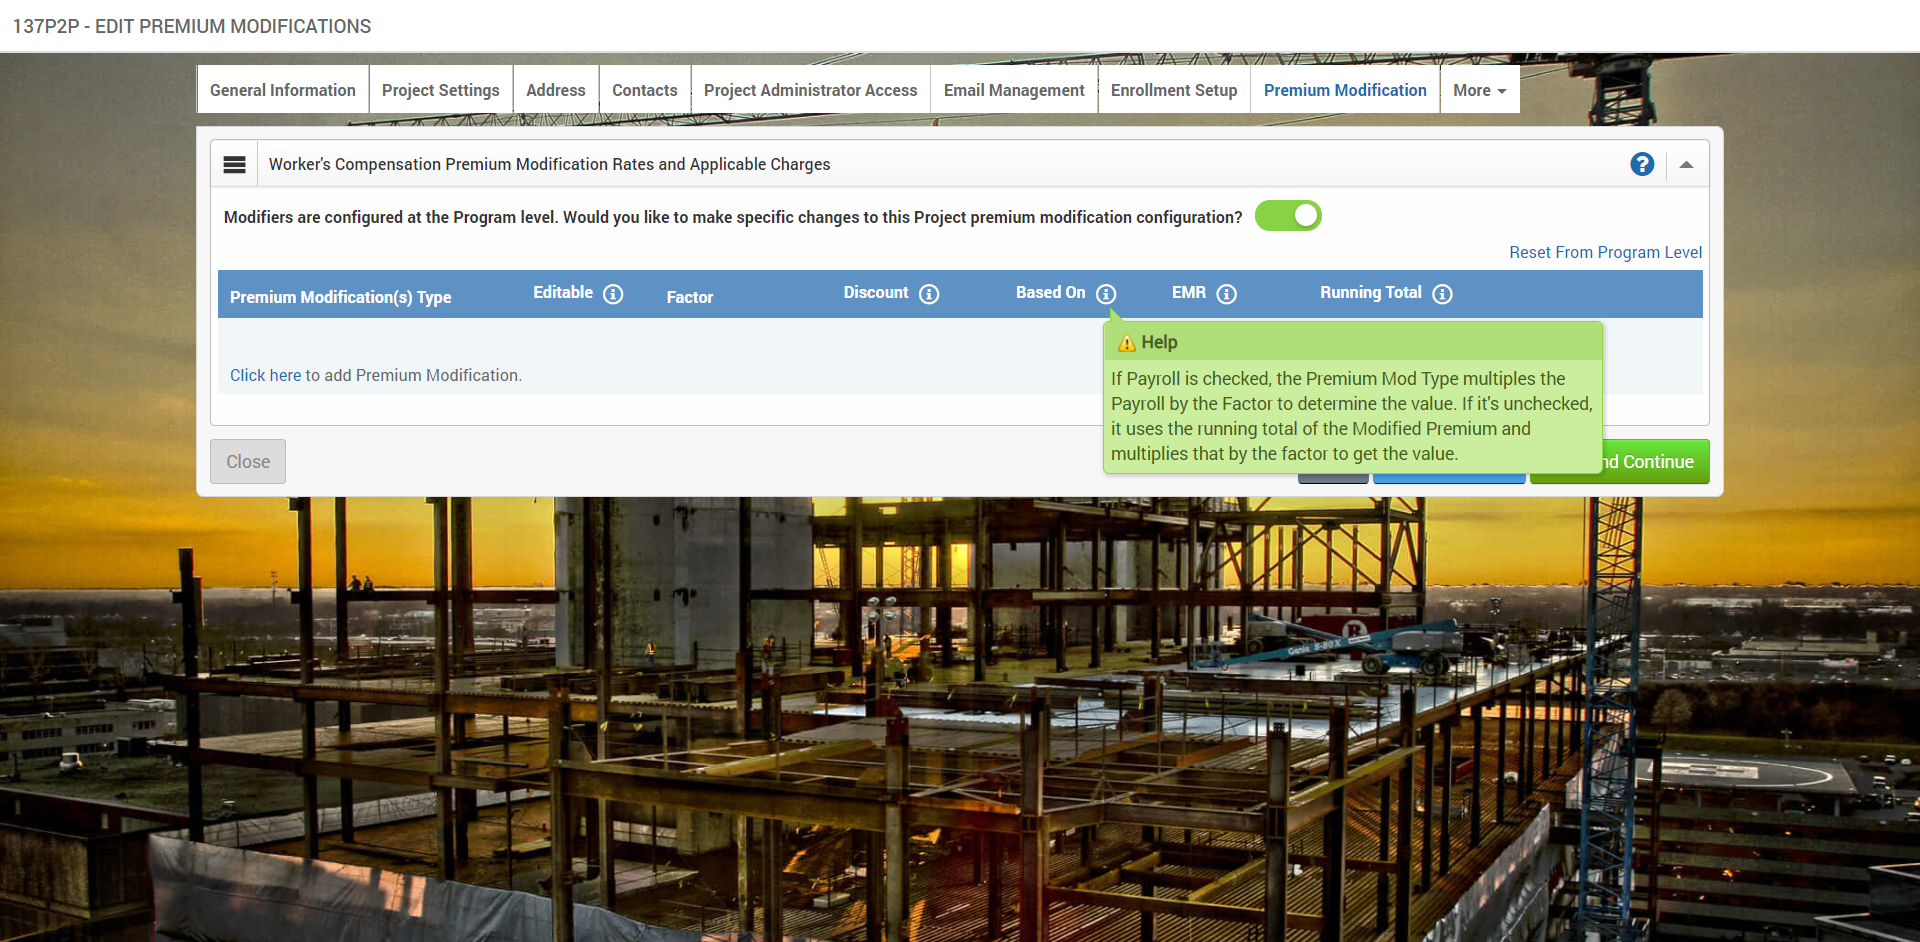 137P2P - EDIT PREMIUM MODIFICATIONS
General Information
Project Settings
Address
Contacts
Project Administrator Access
Email Management
Enrollment Setup
Premium Modification
More
Worker's Compensation Premium Modification Rates and Applicable Charges
?
Modifiers are configured at the Program level. Would you like to make specific changes to this Project premium modification configuration?
Reset From Program Level
Premium Modification(s) Type
Editable
Factor
Discount
Based On
EMR
Running Total
Help
If Payroll is checked, the Premium Mod Type multiples the
Payroll by the Factor to determine the value. If it's unchecked,
it uses the running total of the Modified Premium and
multiplies that by the factor to get the value.
Click here to add Premium Modification.
Close
nd Continue
Genie